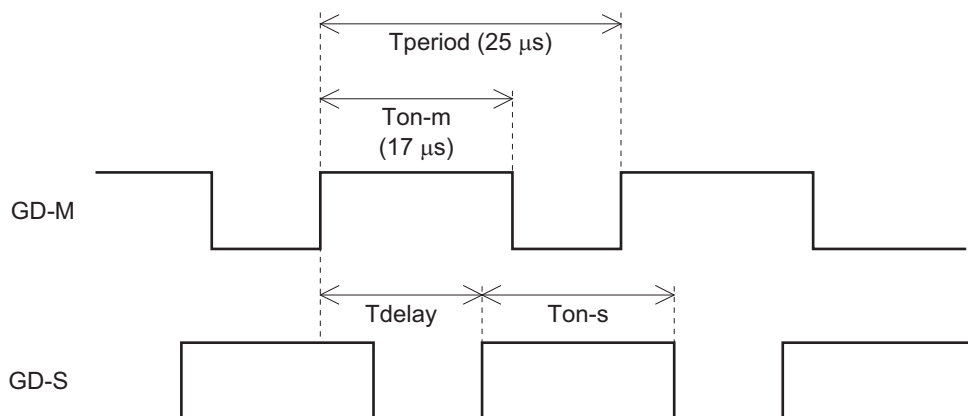 Tperiod (25 μs)
Ton-m
(17 μs)
GD-M
Tdelay
Ton-s
GD-S